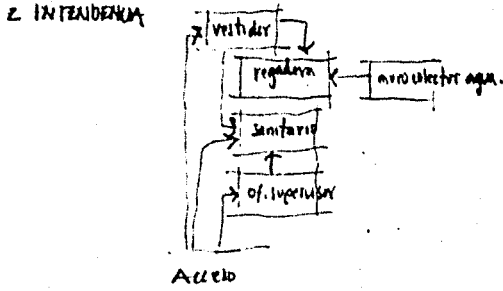 2 INTENDENCIA
vestidor
regadera
muro colector agua.
sanitario
of. supervisor
Acceso